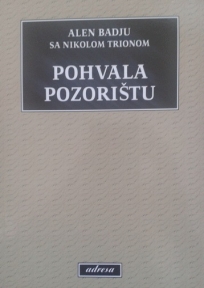 ALEN BADJU
SA NIKOLOM TRIONOM
POHVALA
POZORIŠTU
adresa